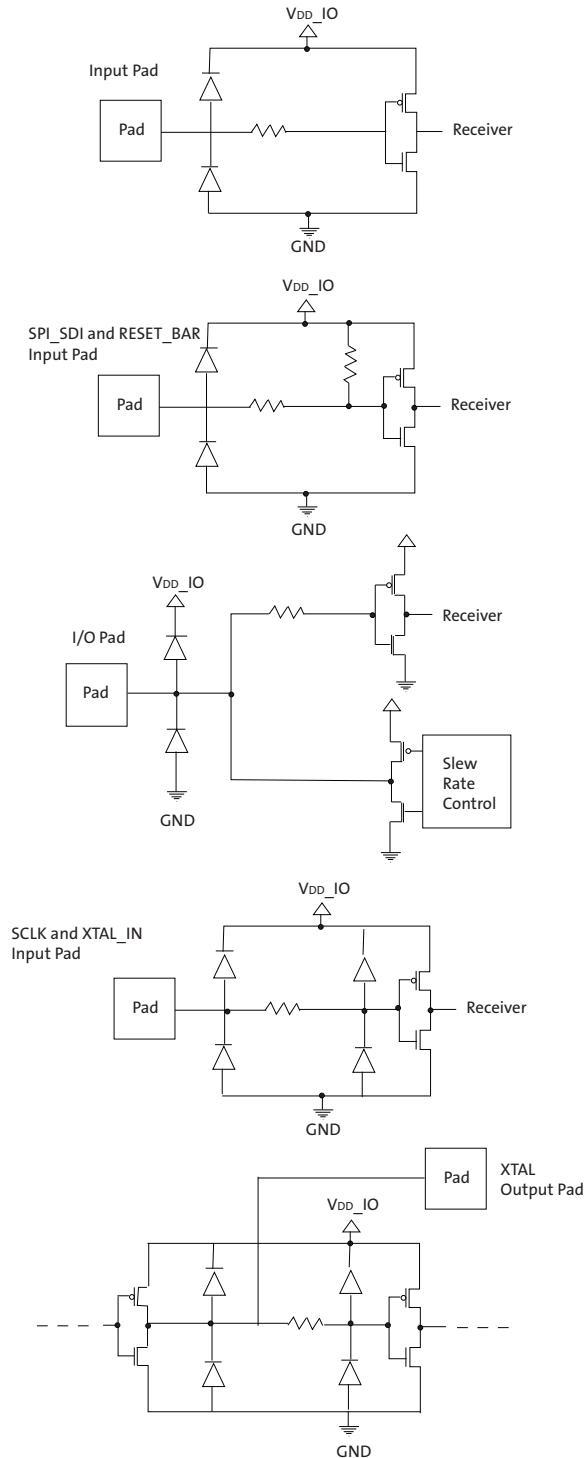 VDD_IO
Input Pad
Pad
Receiver
GND
VDD_IO
SPI_SDI and RESET_BAR
Input Pad
Pad
Receiver
GND
VDD_IO
I/O Pad
Pad
Receiver
Slew
Rate
Control
GND
VDD_IO
SCLK and XTAL_IN
Input Pad
Pad
Receiver
GND
Pad
XTAL
Output Pad
VDD_IO
GND